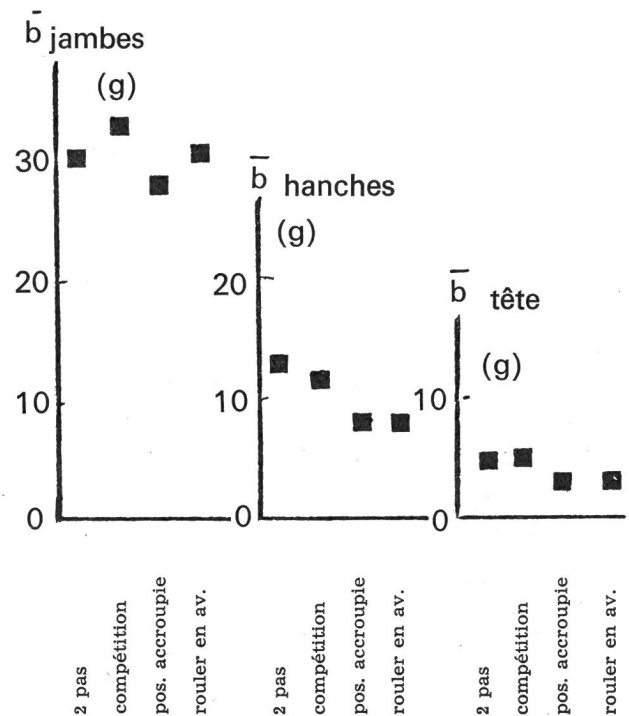 b̄ jambes
(g)
30
20
10
0
2 pas
compétition
pos. accroupie
rouler en av.
b̄ hanches
(g)
20
10
0
2 pas
compétition
pos. accroupie
rouler en av.
b̄ tête
(g)
10
0
2 pas
compétition
pos. accroupie
rouler en av.